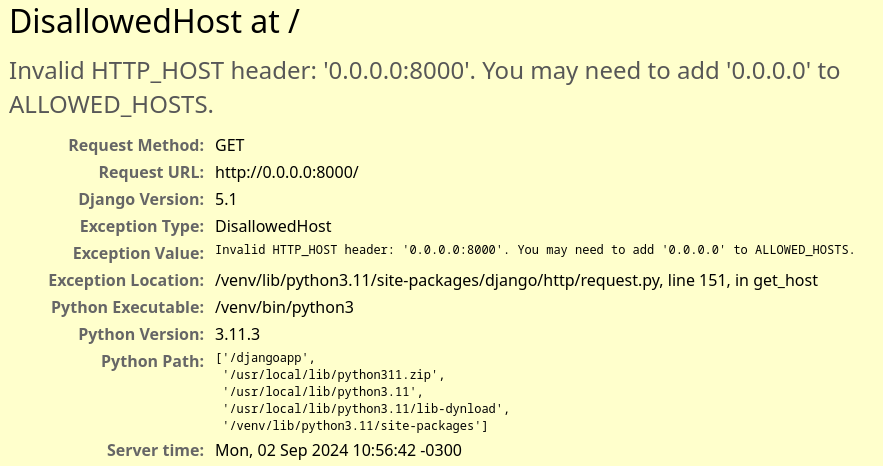 DisallowedHost at /
Invalid HTTP_HOST header: '0.0.0.0:8000'. You may need to add '0.0.0.0' to
ALLOWED_HOSTS.
Request Method: GET
Request URL: http://0.0.0.0:8000/
Django Version: 5.1
Exception Type: DisallowedHost
Exception Value: Invalid HTTP_HOST header: '0.0.0.0:8000'. You may need to add '0.0.0.0' to ALLOWED_HOSTS.
Exception Location: /venv/lib/python3.11/site-packages/django/http/request.py, line 151, in get_host
Python Executable: /venv/bin/python3
Python Version: 3.11.3
Python Path: ['/djangoapp',
'/usr/local/lib/python311.zip',
'/usr/local/lib/python3.11',
'/usr/local/lib/python3.11/lib-dynload',
'/venv/lib/python3.11/site-packages']
Server time: Mon, 02 Sep 2024 10:56:42 -0300